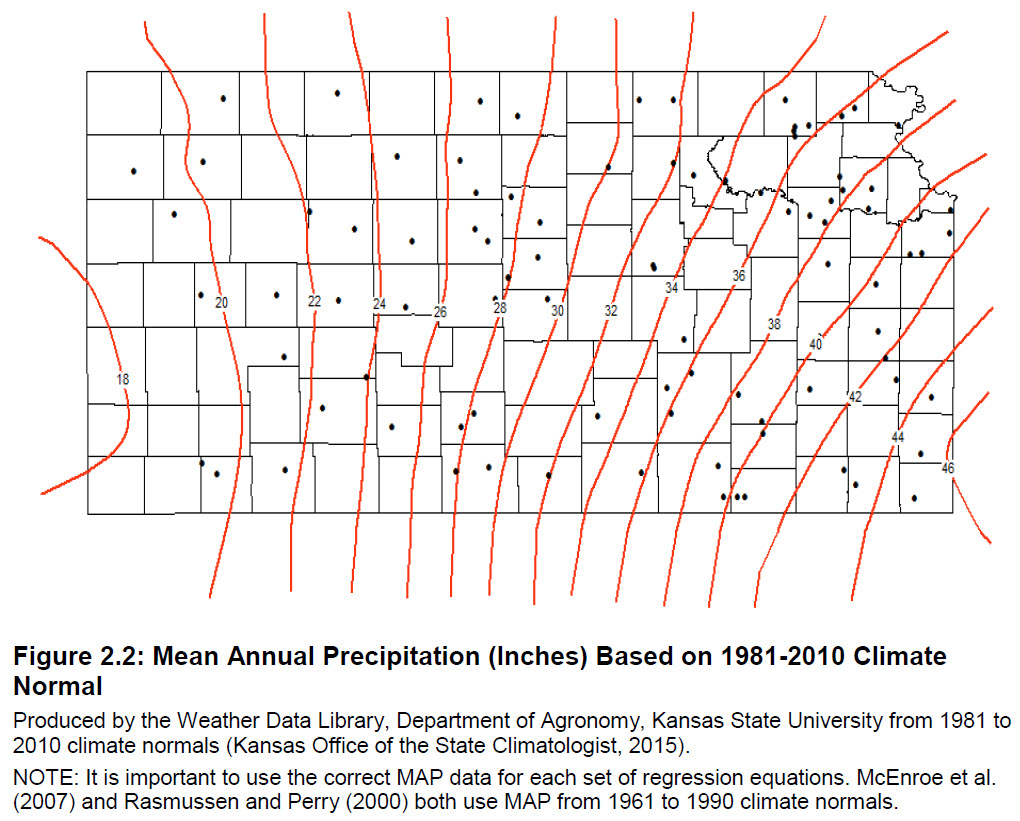 36
34
20
22
24
26
28
30
32
38
40
18
42
44
46
Figure 2.2: Mean Annual Precipitation (Inches) Based on 1981-2010 Climate
Normal
Produced by the Weather Data Library, Department of Agronomy, Kansas State University from 1981 to
2010 climate normals (Kansas Office of the State Climatologist, 2015).
NOTE: It is important to use the correct MAP data for each set of regression equations. McEnroe et al.
(2007) and Rasmussen and Perry (2000) both use MAP from 1961 to 1990 climate normals.